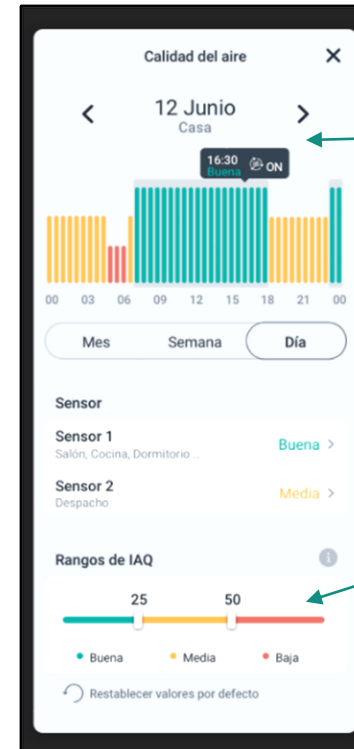 Calidad del aire
12 Junio
Casa
16:30 ON
Buena
00 03 06 09 12 15 18 21 00
Mes Semana Día
Sensor
Sensor 1 Buena
Salón, Cocina, Dormitorio ...
Sensor 2 Media
Despacho
Rangos de IAQ
25 50
Buena Media Baja
Restablecer valores por defecto